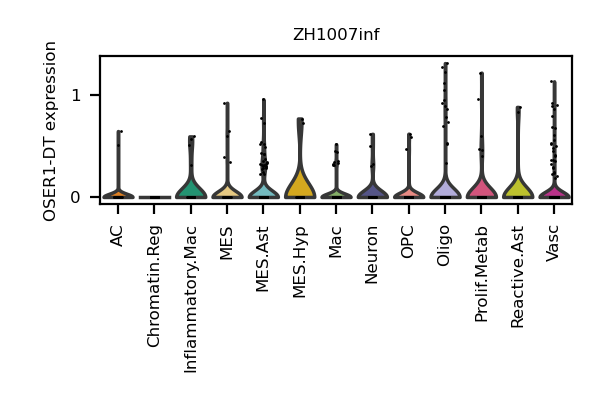 ZH1007inf
OSER1-DT expression
1
0
AC
Chromatin.Reg
Inflammatory.Mac
MES
MES.Ast
MES.Hyp
Mac
Neuron
OPC
Oligo
Prolif.Metab
Reactive.Ast
Vasc